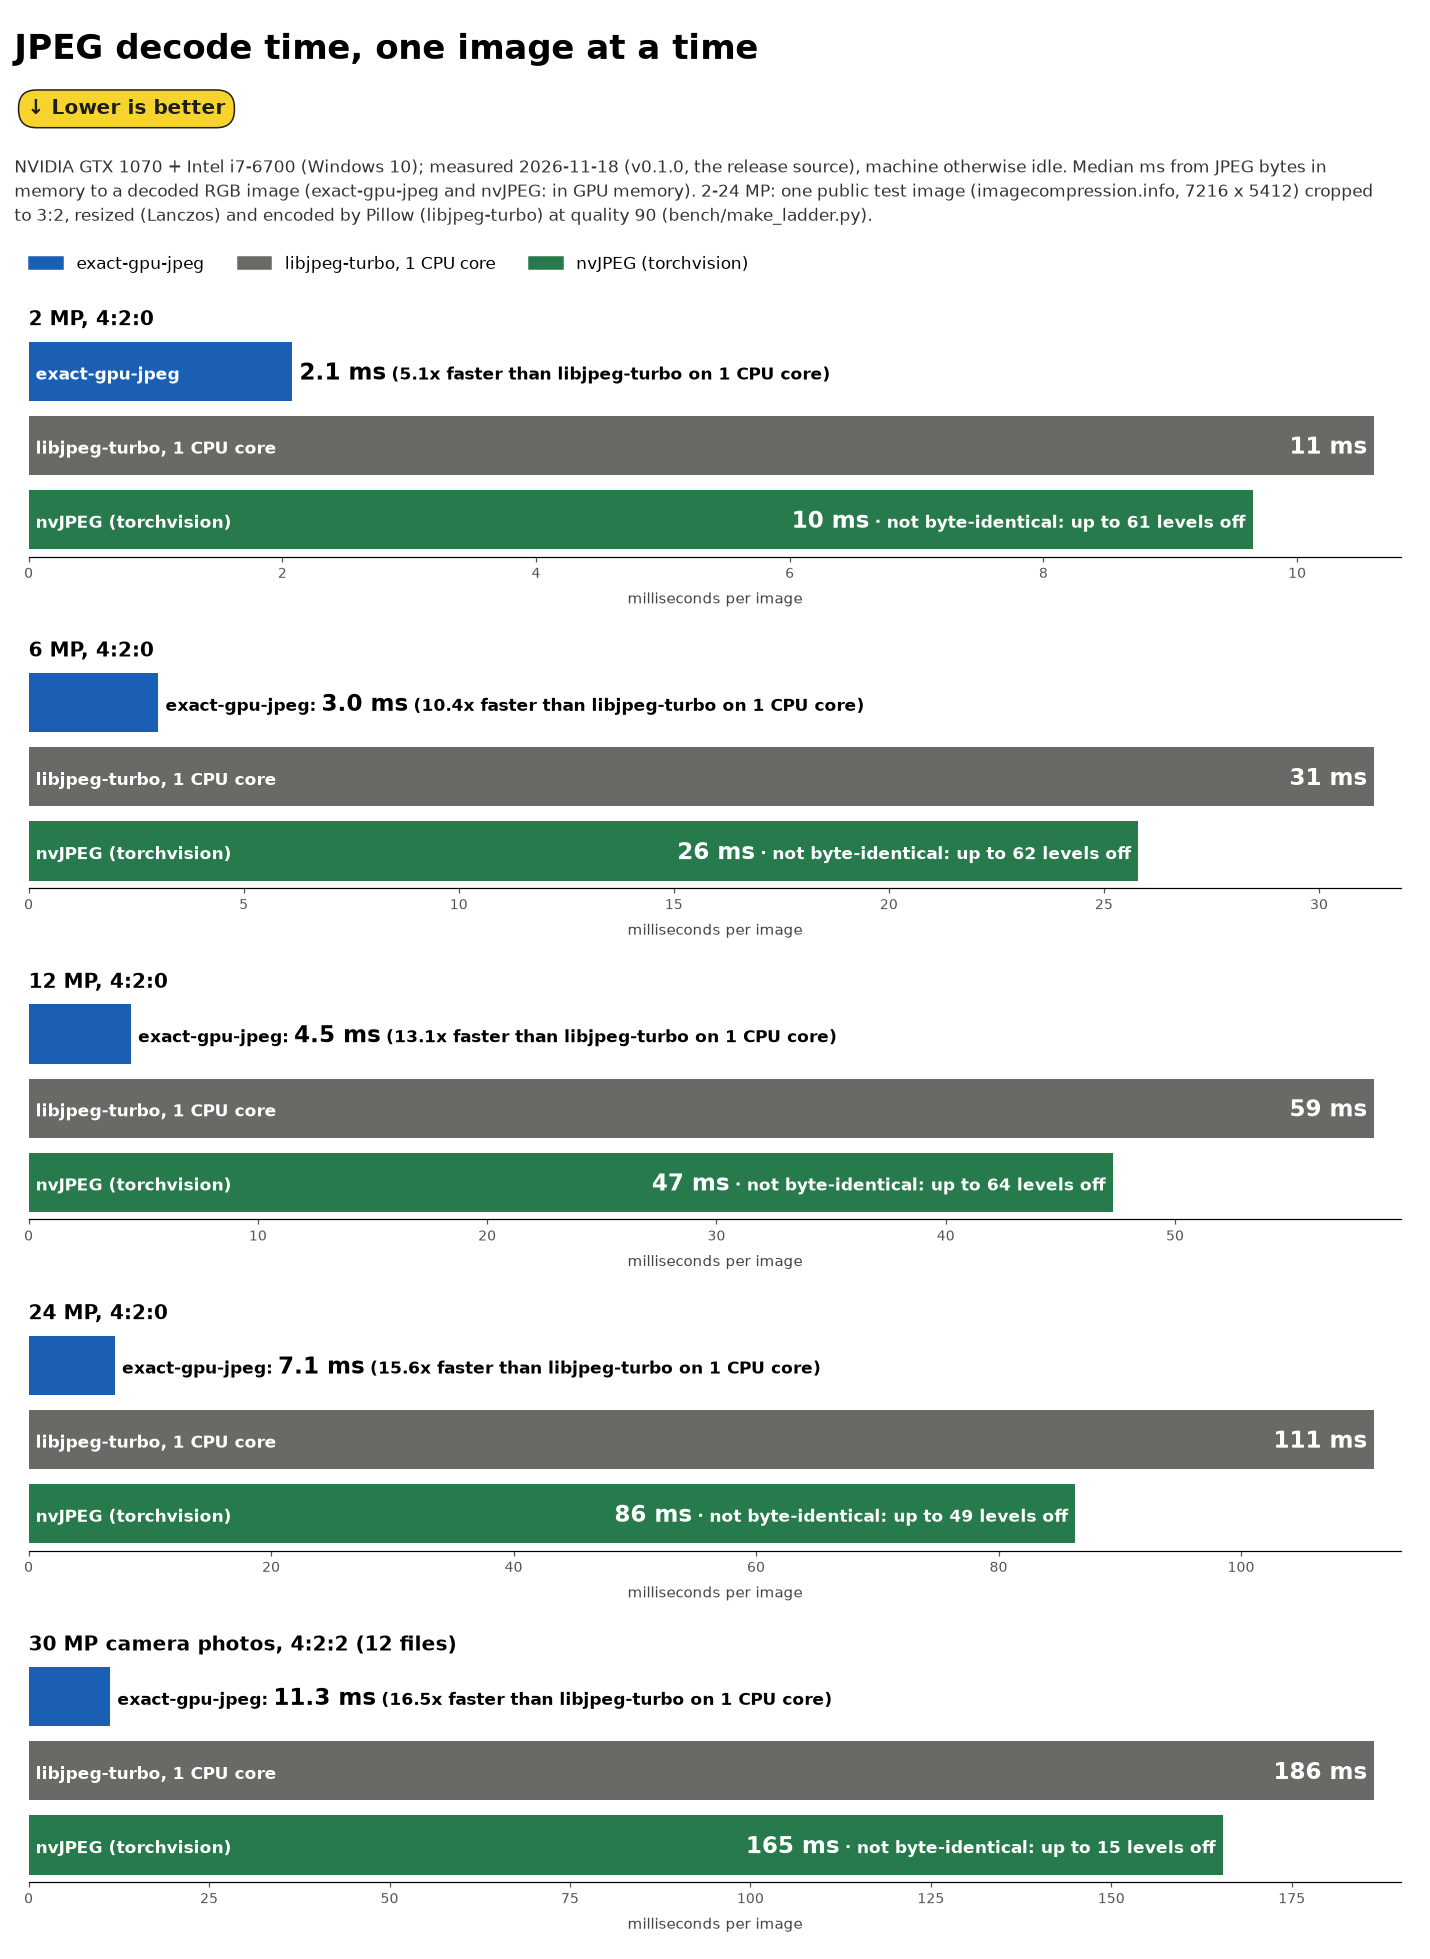 JPEG decode time, one image at a time
↓ Lower is better
NVIDIA GTX 1070 + Intel i7-6700 (Windows 10); measured 2026-11-18 (v0.1.0, the release source), machine otherwise idle. Median ms from JPEG bytes in
memory to a decoded RGB image (exact-gpu-jpeg and nvJPEG: in GPU memory). 2-24 MP: one public test image (imagecompression.info, 7216 x 5412) cropped
to 3:2, resized (Lanczos) and encoded by Pillow (libjpeg-turbo) at quality 90 (bench/make_ladder.py).
exact-gpu-jpeg libjpeg-turbo, 1 CPU core nvJPEG (torchvision)
2 MP, 4:2:0
exact-gpu-jpeg 2.1 ms (5.1x faster than libjpeg-turbo on 1 CPU core)
libjpeg-turbo, 1 CPU core 11 ms
nvJPEG (torchvision) 10 ms · not byte-identical: up to 61 levels off
0 2 4 6 8 10
milliseconds per image
6 MP, 4:2:0
exact-gpu-jpeg: 3.0 ms (10.4x faster than libjpeg-turbo on 1 CPU core)
libjpeg-turbo, 1 CPU core 31 ms
nvJPEG (torchvision) 26 ms · not byte-identical: up to 62 levels off
0 5 10 15 20 25 30
milliseconds per image
12 MP, 4:2:0
exact-gpu-jpeg: 4.5 ms (13.1x faster than libjpeg-turbo on 1 CPU core)
libjpeg-turbo, 1 CPU core 59 ms
nvJPEG (torchvision) 47 ms · not byte-identical: up to 64 levels off
0 10 20 30 40 50
milliseconds per image
24 MP, 4:2:0
exact-gpu-jpeg: 7.1 ms (15.6x faster than libjpeg-turbo on 1 CPU core)
libjpeg-turbo, 1 CPU core 111 ms
nvJPEG (torchvision) 86 ms · not byte-identical: up to 49 levels off
0 20 40 60 80 100
milliseconds per image
30 MP camera photos, 4:2:2 (12 files)
exact-gpu-jpeg: 11.3 ms (16.5x faster than libjpeg-turbo on 1 CPU core)
libjpeg-turbo, 1 CPU core 186 ms
nvJPEG (torchvision) 165 ms · not byte-identical: up to 15 levels off
0 25 50 75 100 125 150 175
milliseconds per image